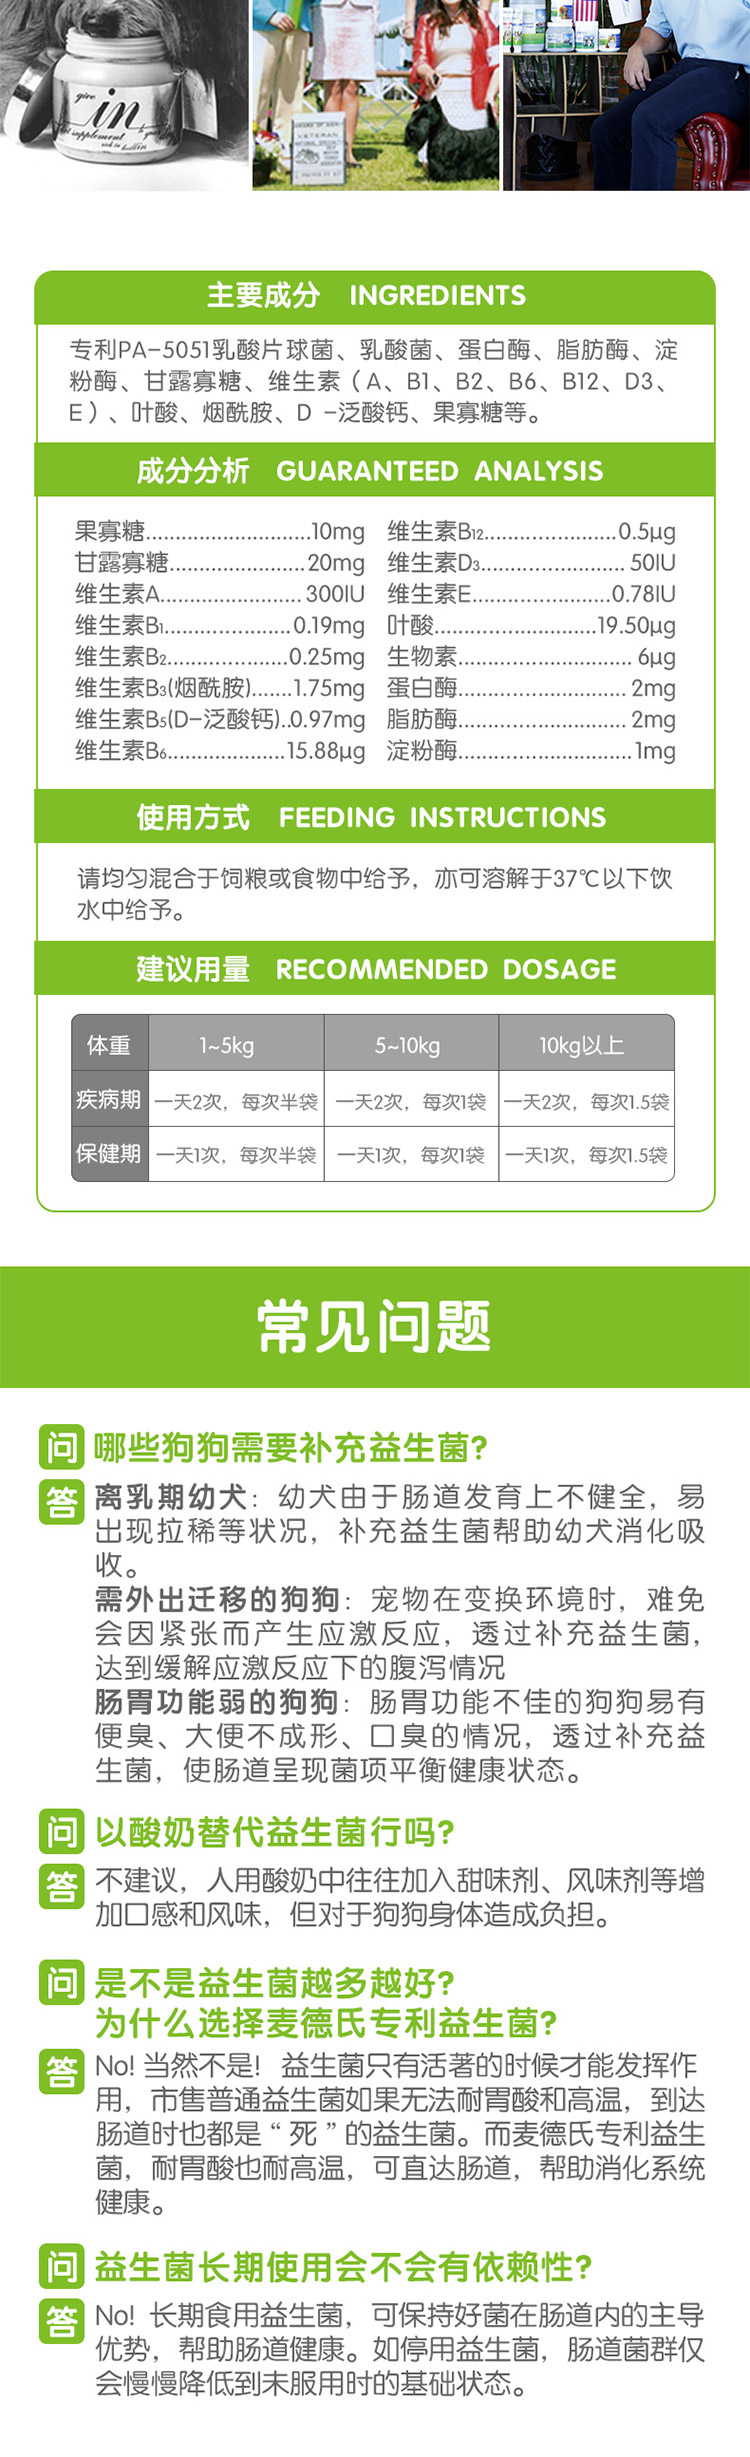 give
in
supplement
主要成分 INGREDIENTS
专利PA-5051乳酸片球菌、乳酸菌、蛋白酶、脂肪酶、淀
粉酶、甘露寡糖、维生素（A、B1、B2、B6、B12、D3、
E）、叶酸、烟酰胺、D -泛酸钙、果寡糖等。
成分分析 GUARANTEED ANALYSIS
果寡糖............................10mg 维生素B12......................0.5μg
甘露寡糖.......................20mg 维生素D3........................ 50IU
维生素A........................ 300IU 维生素E.......................0.78IU
维生素B1.....................0.19mg 叶酸...........................19.50μg
维生素B2....................0.25mg 生物素............................. 6μg
维生素B3(烟酰胺).......1.75mg 蛋白酶............................. 2mg
维生素B5(D-泛酸钙)..0.97mg 脂肪酶............................. 2mg
维生素B6....................15.88μg 淀粉酶..............................1mg
使用方式 FEEDING INSTRUCTIONS
请均匀混合于饲粮或食物中给予，亦可溶解于37℃以下饮
水中给予。
建议用量 RECOMMENDED DOSAGE
体重 1~5kg 5~10kg 10kg以上
疾病期 一天2次，每次半袋 一天2次，每次1袋 一天2次，每次1.5袋
保健期 一天1次，每次半袋 一天1次，每次1袋 一天1次，每次1.5袋
常见问题
问 哪些狗狗需要补充益生菌?
答 离乳期幼犬：幼犬由于肠道发育上不健全，易
出现拉稀等状况，补充益生菌帮助幼犬消化吸
收。
需外出迁移的狗狗：宠物在变换环境时，难免
会因紧张而产生应激反应，透过补充益生菌，
达到缓解应激反应下的腹泻情况
肠胃功能弱的狗狗：肠胃功能不佳的狗狗易有
便臭、大便不成形、口臭的情况，透过补充益
生菌，使肠道呈现菌项平衡健康状态。
问 以酸奶替代益生菌行吗?
答 不建议，人用酸奶中往往加入甜味剂、风味剂等增
加口感和风味，但对于狗狗身体造成负担。
问 是不是益生菌越多越好?
为什么选择麦德氏专利益生菌?
答 No! 当然不是! 益生菌只有活著的时候才能发挥作
用，市售普通益生菌如果无法耐胃酸和高温，到达
肠道时也都是“死”的益生菌。而麦德氏专利益生
菌，耐胃酸也耐高温，可直达肠道，帮助消化系统
健康。
问 益生菌长期使用会不会有依赖性?
答 No! 长期食用益生菌，可保持好菌在肠道内的主导
优势，帮助肠道健康。如停用益生菌，肠道菌群仅
会慢慢降低到未服用时的基础状态。